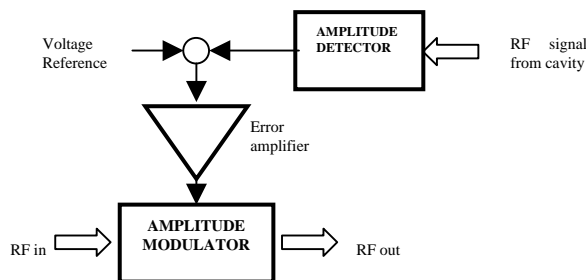 Voltage
Reference
AMPLITUDE
DETECTOR
RF signal
from cavity
Error
amplifier
AMPLITUDE
MODULATOR
RF in
RF out